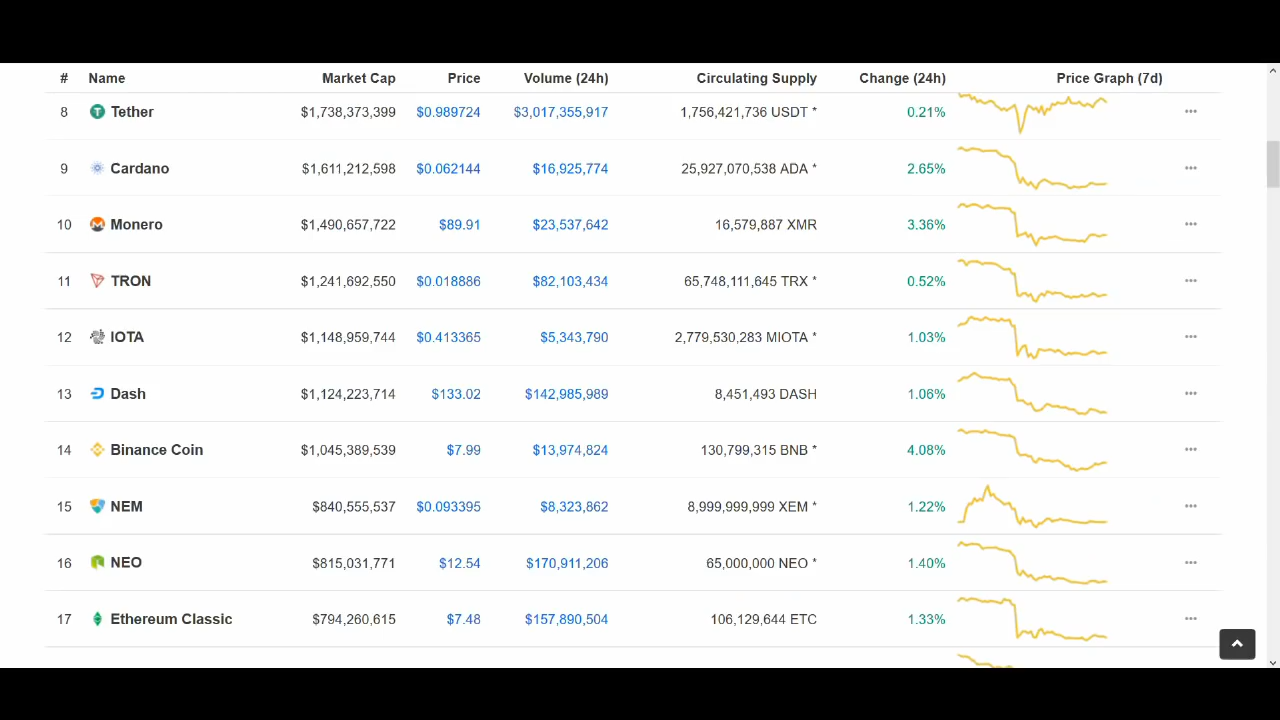 # Name Market Cap Price Volume (24h) Circulating Supply Change (24h) Price Graph (7d)
8 Tether $1,738,373,399 $0.989724 $3,017,355,917 1,756,421,736 USDT * 0.21%
9 Cardano $1,611,212,598 $0.062144 $16,925,774 25,927,070,538 ADA * 2.65%
10 Monero $1,490,657,722 $89.91 $23,537,642 16,579,887 XMR 3.36%
11 TRON $1,241,692,550 $0.018886 $82,103,434 65,748,111,645 TRX * 0.52%
12 IOTA $1,148,959,744 $0.413365 $5,343,790 2,779,530,283 MIOTA * 1.03%
13 Dash $1,124,223,714 $133.02 $142,985,989 8,451,493 DASH 1.06%
14 Binance Coin $1,045,389,539 $7.99 $13,974,824 130,799,315 BNB * 4.08%
15 NEM $840,555,537 $0.093395 $8,323,862 8,999,999,999 XEM * 1.22%
16 NEO $815,031,771 $12.54 $170,911,206 65,000,000 NEO * 1.40%
17 Ethereum Classic $794,260,615 $7.48 $157,890,504 106,129,644 ETC 1.33%